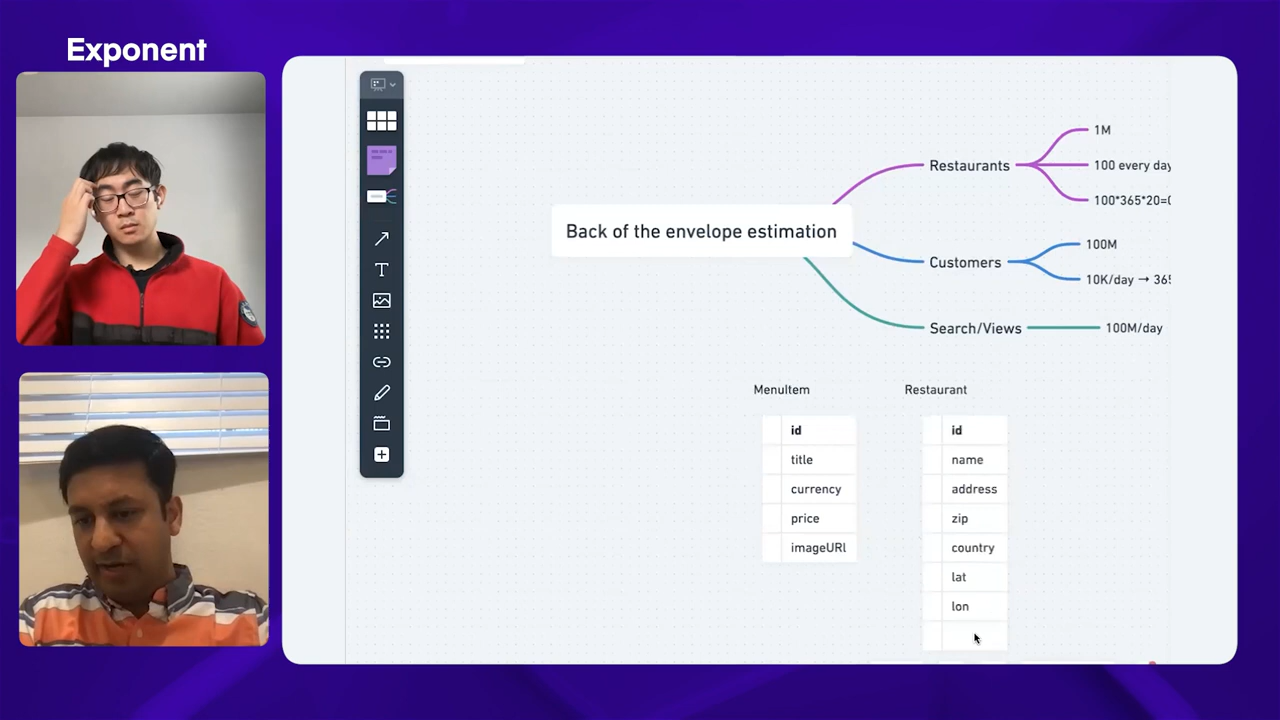 Exponent
1M
Restaurants
100 every day
100*365*20=
Back of the envelope estimation
100M
Customers
10K/day → 365
Search/Views
100M/day
MenuItem
Restaurant
id
title
currency
price
imageURl
id
name
address
zip
country
lat
lon